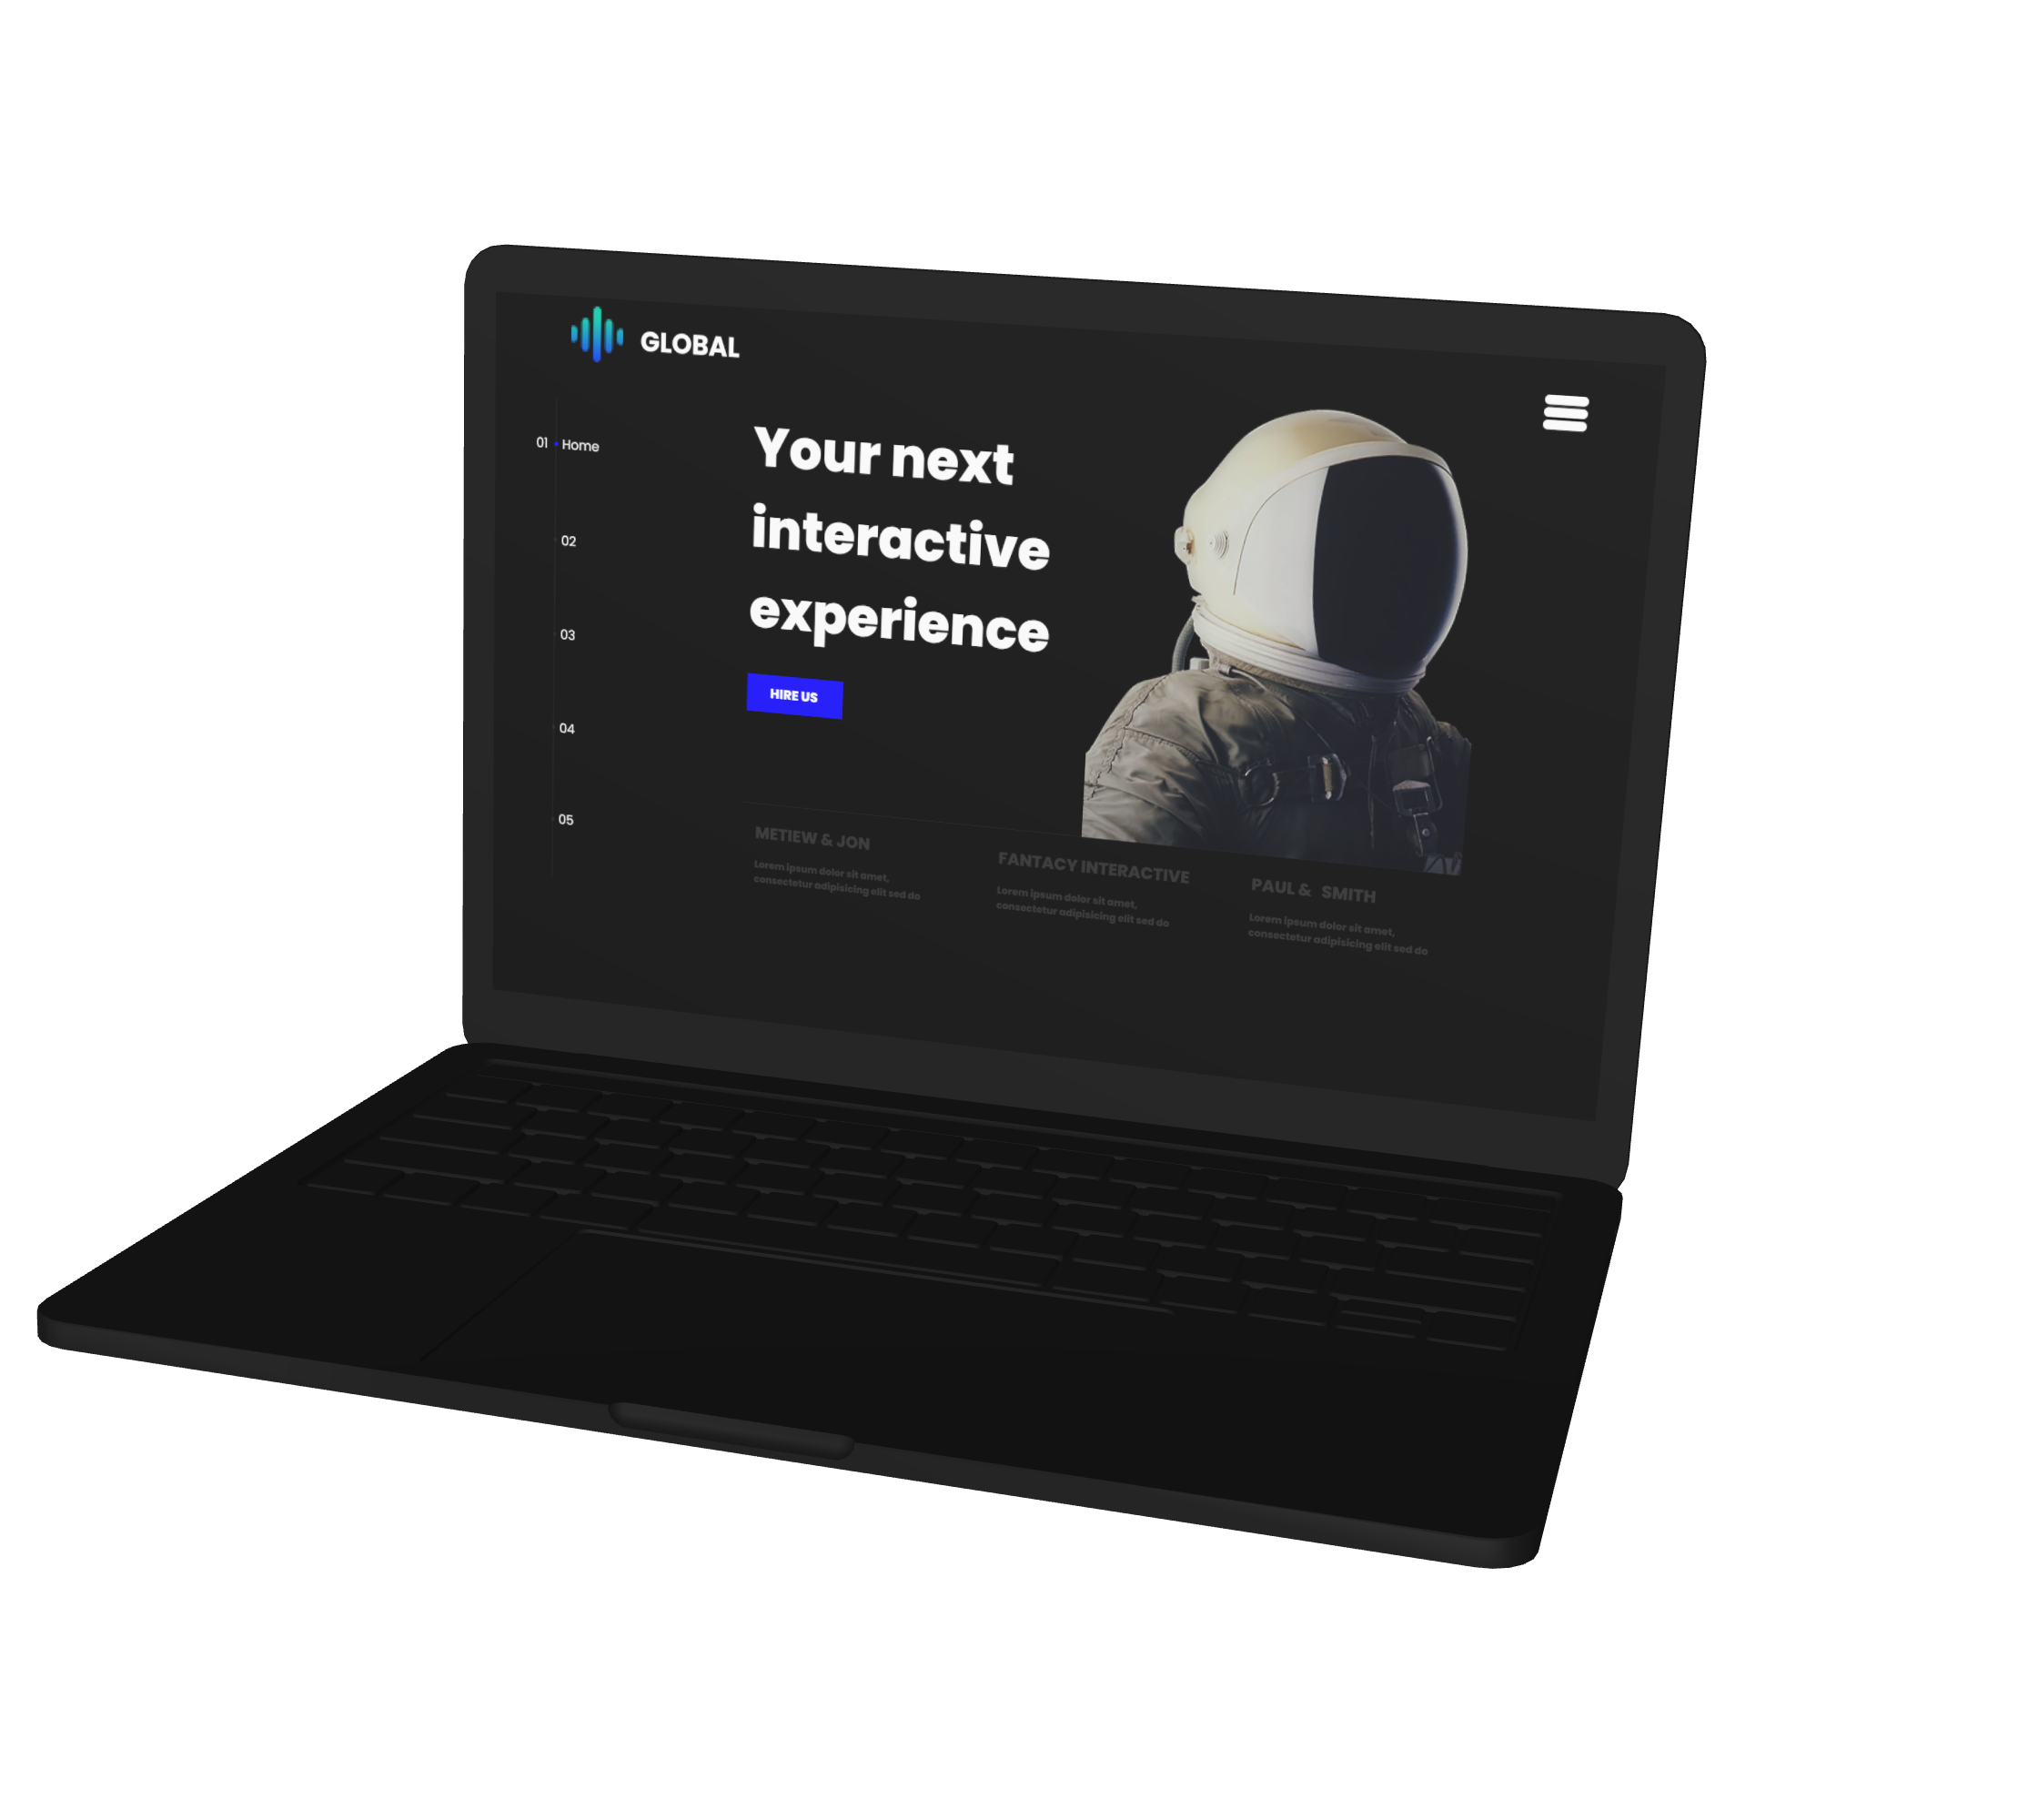 GLOBAL
01 Home
02
03
04
05
Your next
interactive
experience
HIRE US
METIEW & JON
Lorem ipsum dolor sit amet,
consectetur adipisicing elit sed do
FANTACY INTERACTIVE
Lorem ipsum dolor sit amet,
consectetur adipisicing elit sed do
PAUL & SMITH
Lorem ipsum dolor sit amet,
consectetur adipisicing elit sed do